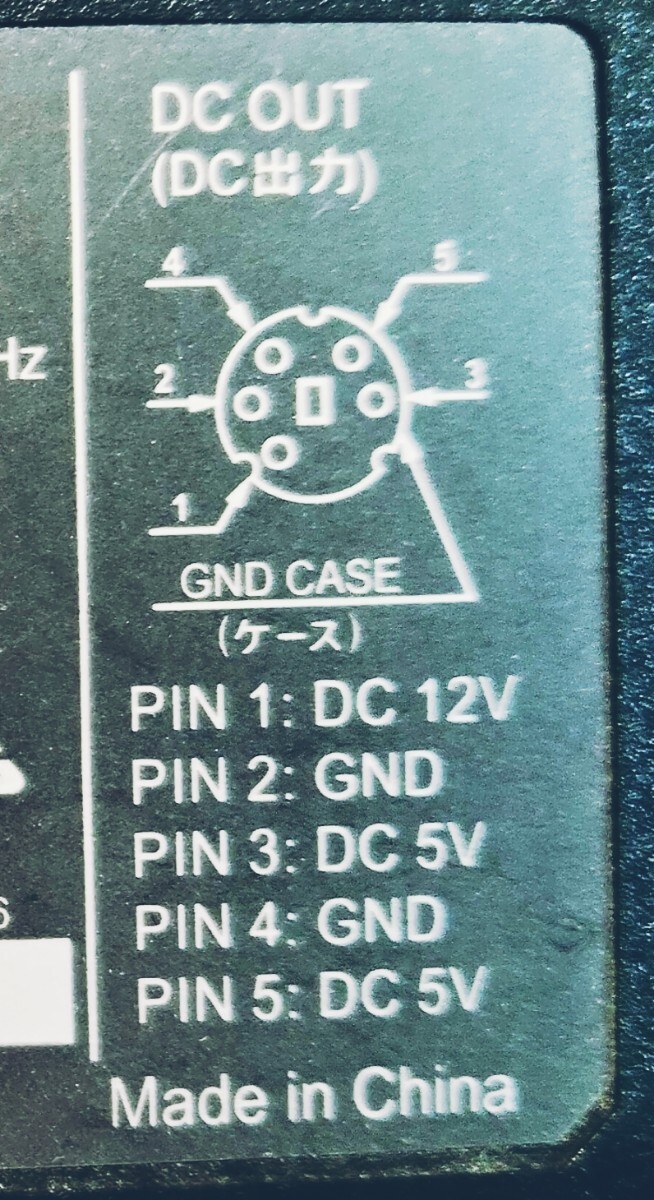 DC OUT
(DC出力)
4
5
Hz
2
3
1
GND CASE
(ケース)
PIN 1: DC 12V
PIN 2: GND
PIN 3: DC 5V
PIN 4: GND
6
PIN 5: DC 5V
Made in China